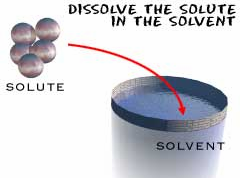 DISSOLVE THE SOLUTE
IN THE SOLVENT
SOLUTE
SOLVENT